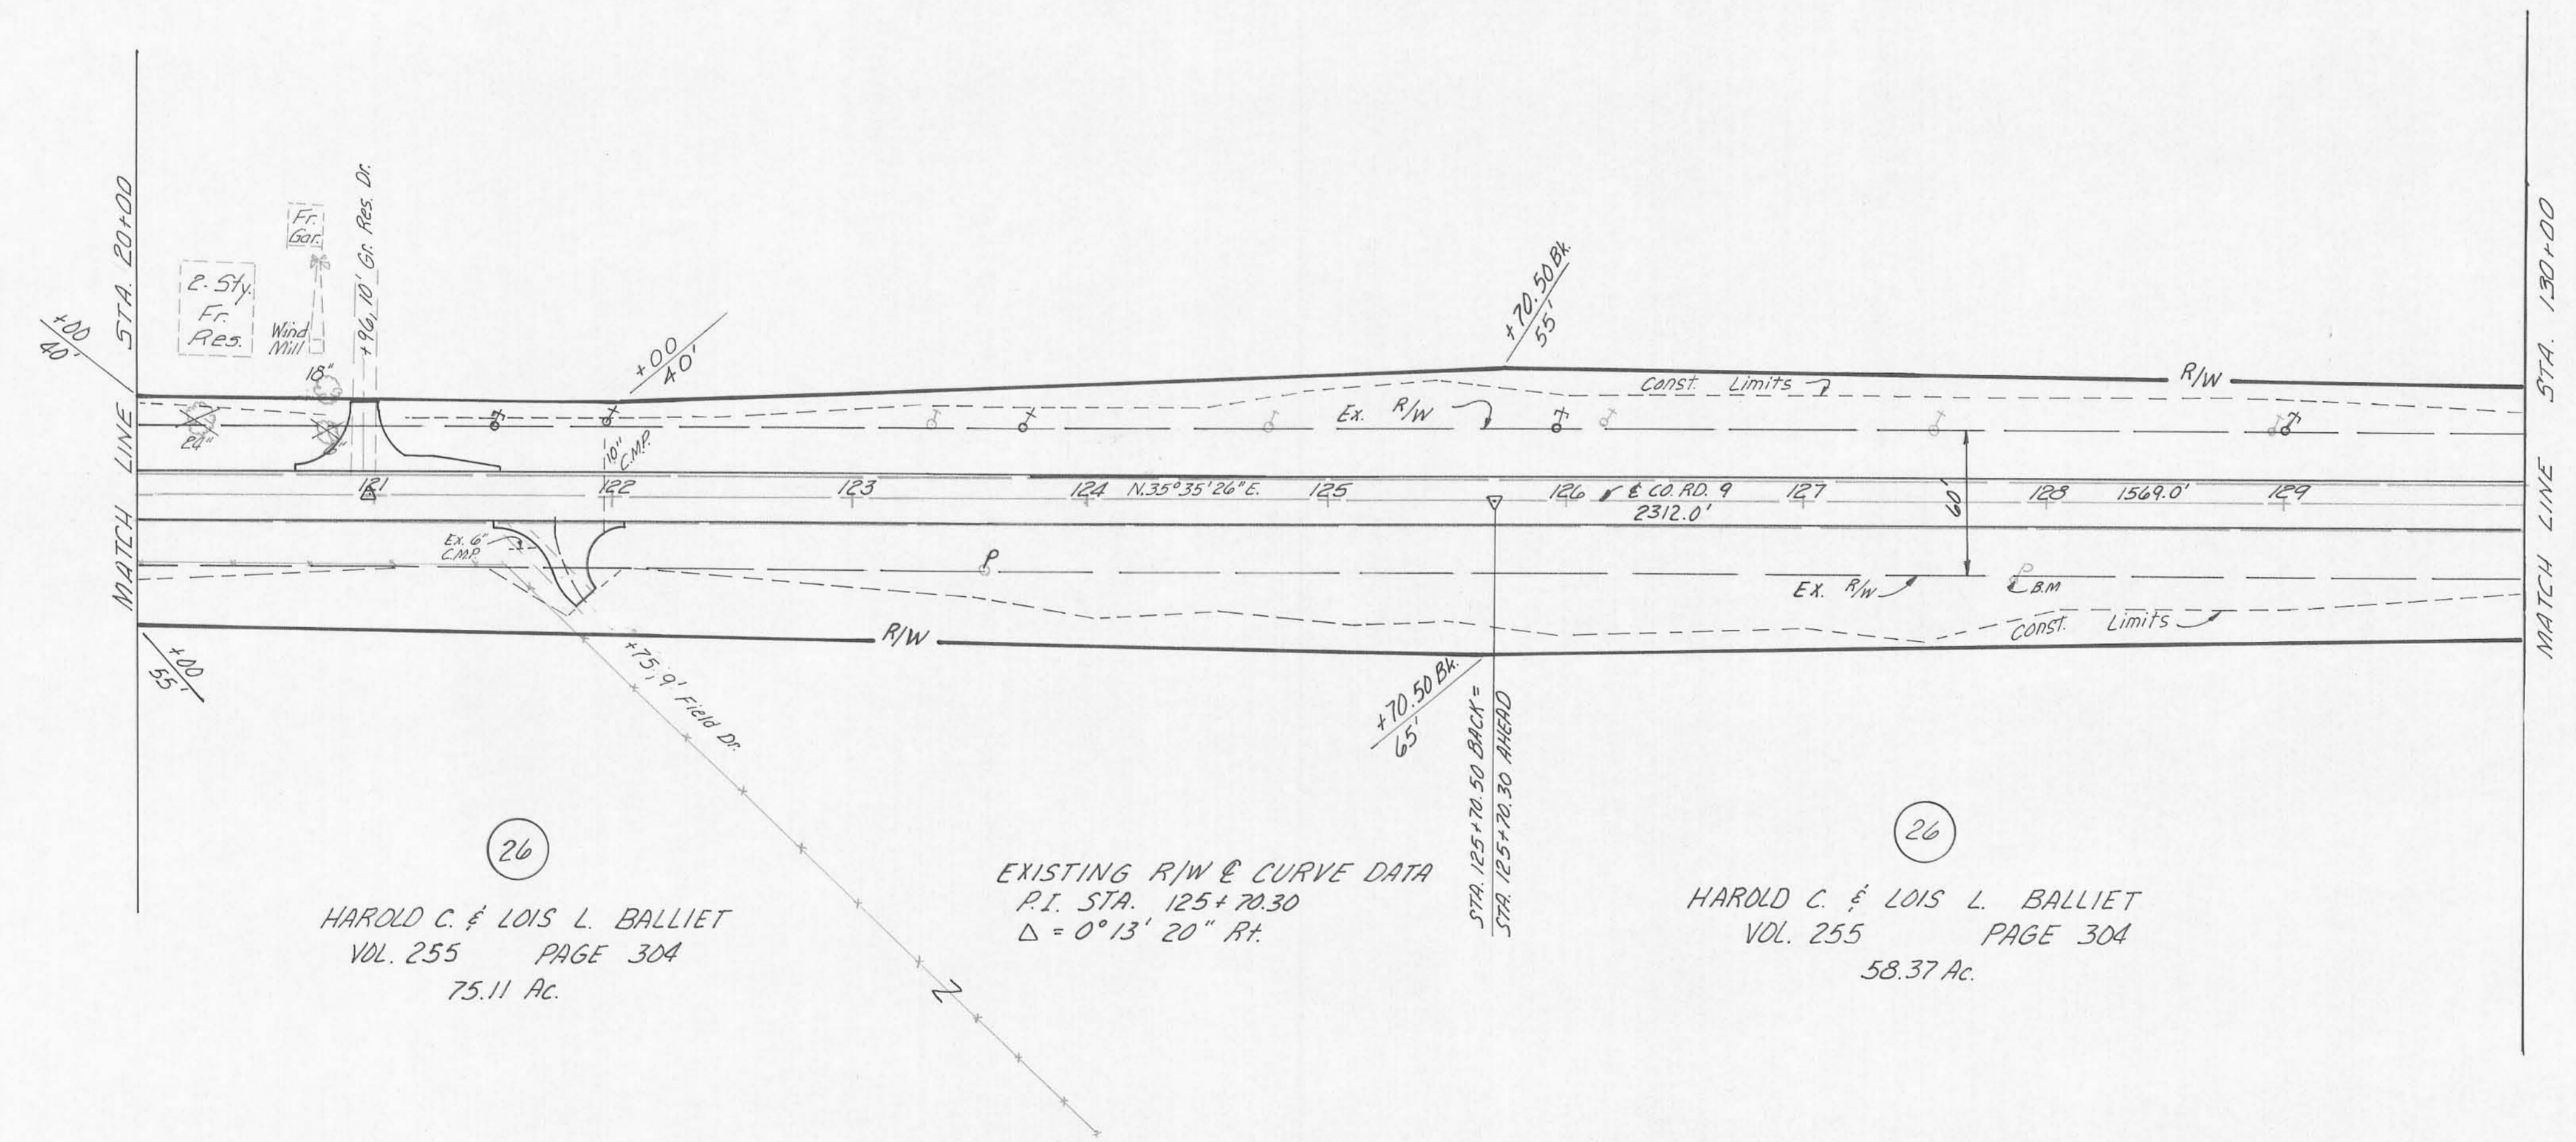 MATCH LINE STA. 20+00
+00
40'
2-Sty.
Fr.
Res.
Fr.
Gar.
Wind
Mill
18"
24"
+96, 10' Gr. Res. Dr.
+00
40'
10"
C.M.P.
+70.50 Bk.
55'
Const. Limits
Ex. R/W
R/W
121 122 123 124 N.35°35'26"E. 125 126 ℄ CO. RD. 9 127 128 1569.0' 129
2312.0'
60'
Ex. 6"
C.M.P.
P
Ex. R/W
B.M
Const. Limits
R/W
+00
55'
+75, 9' Field Dr.
+70.50 Bk.
65'
STA. 125+70.50 BACK =
STA. 125+70.30 AHEAD
26
HAROLD C. & LOIS L. BALLIET
VOL. 255 PAGE 304
75.11 Ac.
EXISTING R/W ℄ CURVE DATA
P.I. STA. 125+70.30
Δ = 0°13'20" Rt.
26
HAROLD C. & LOIS L. BALLIET
VOL. 255 PAGE 304
58.37 Ac.
MATCH LINE STA. 130+00